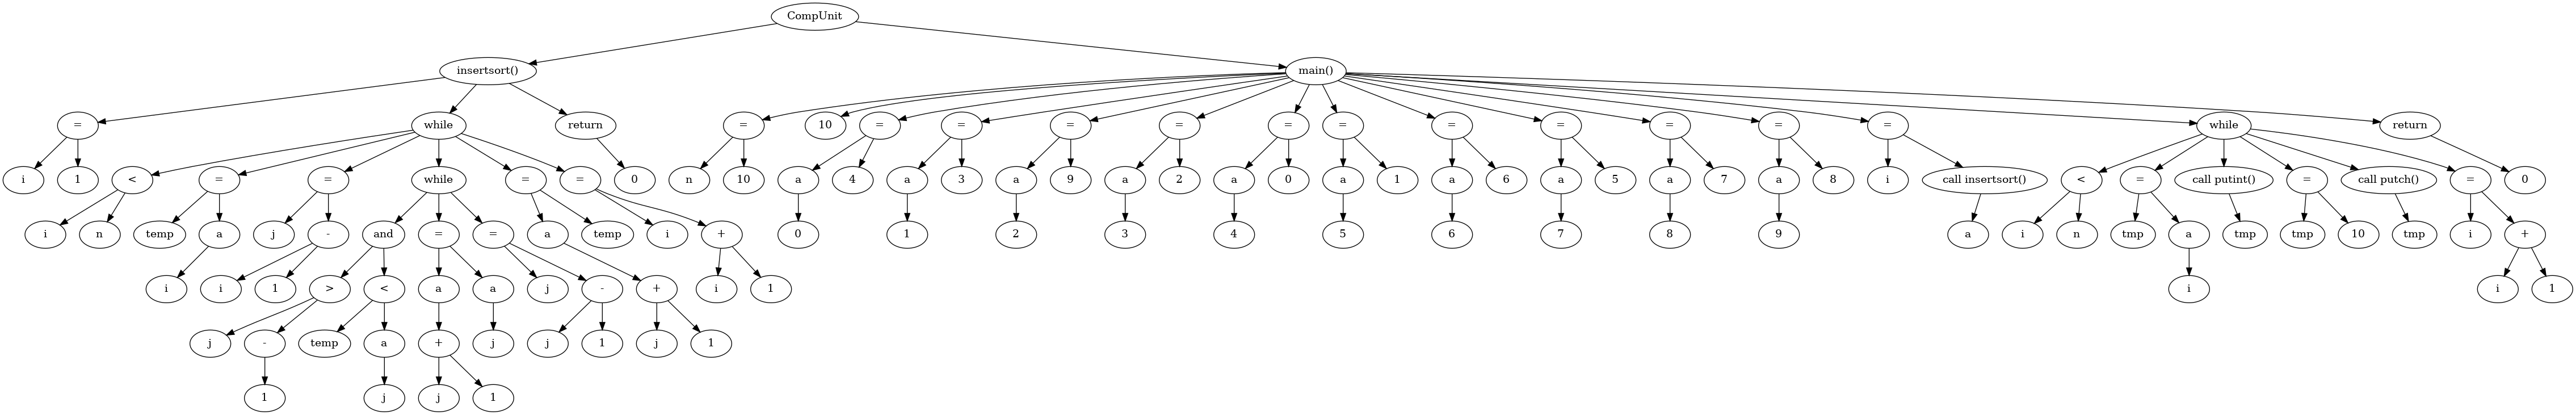 CompUnit
insertsort() main()
= while return = 10 = = = = = = = = = = = while return
i 1 < = = while = = 0 n 10 a 4 a 3 a 9 a 2 a 0 a 1 a 6 a 5 a 7 a 8 i call insertsort() < = call putint() = call putch() = 0
i n temp a j - and = = a temp i + 0 1 2 3 4 5 6 7 8 9 a i n tmp a tmp tmp 10 tmp i +
i i 1 > < a a j - + i 1 i i 1
j - temp a + j j 1 j 1
1 j j 1